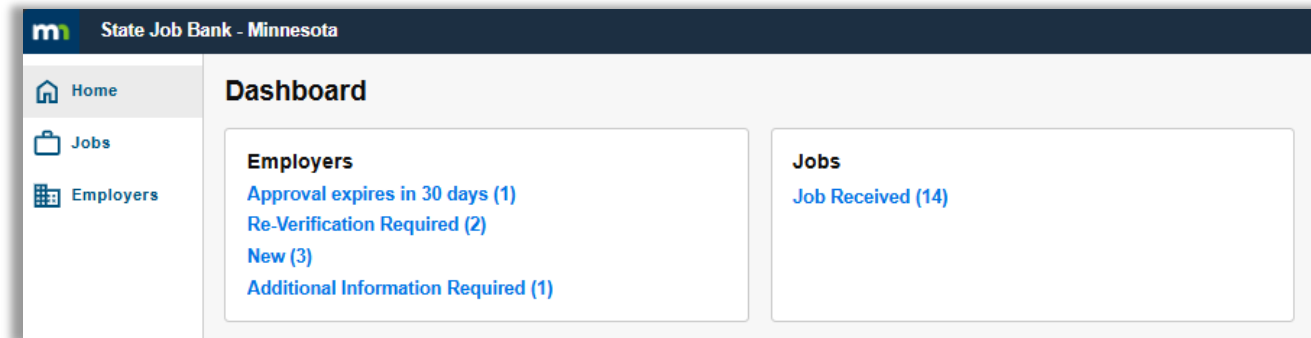 mn State Job Bank - Minnesota
Home
Jobs
Employers
Dashboard
Employers
Approval expires in 30 days (1)
Re-Verification Required (2)
New (3)
Additional Information Required (1)
Jobs
Job Received (14)